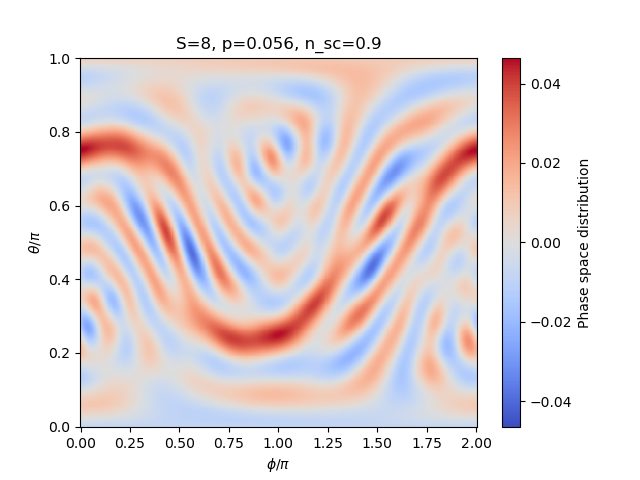 S=8, p=0.056, n_sc=0.9
1.0
0.8
0.6
0.4
0.2
0.0
θ/π
0.00 0.25 0.50 0.75 1.00 1.25 1.50 1.75 2.00
ϕ/π
0.04
0.02
0.00
−0.02
−0.04
Phase space distribution